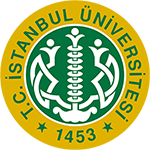 T.C. İSTANBUL ÜNİVERSİTESİ
1453